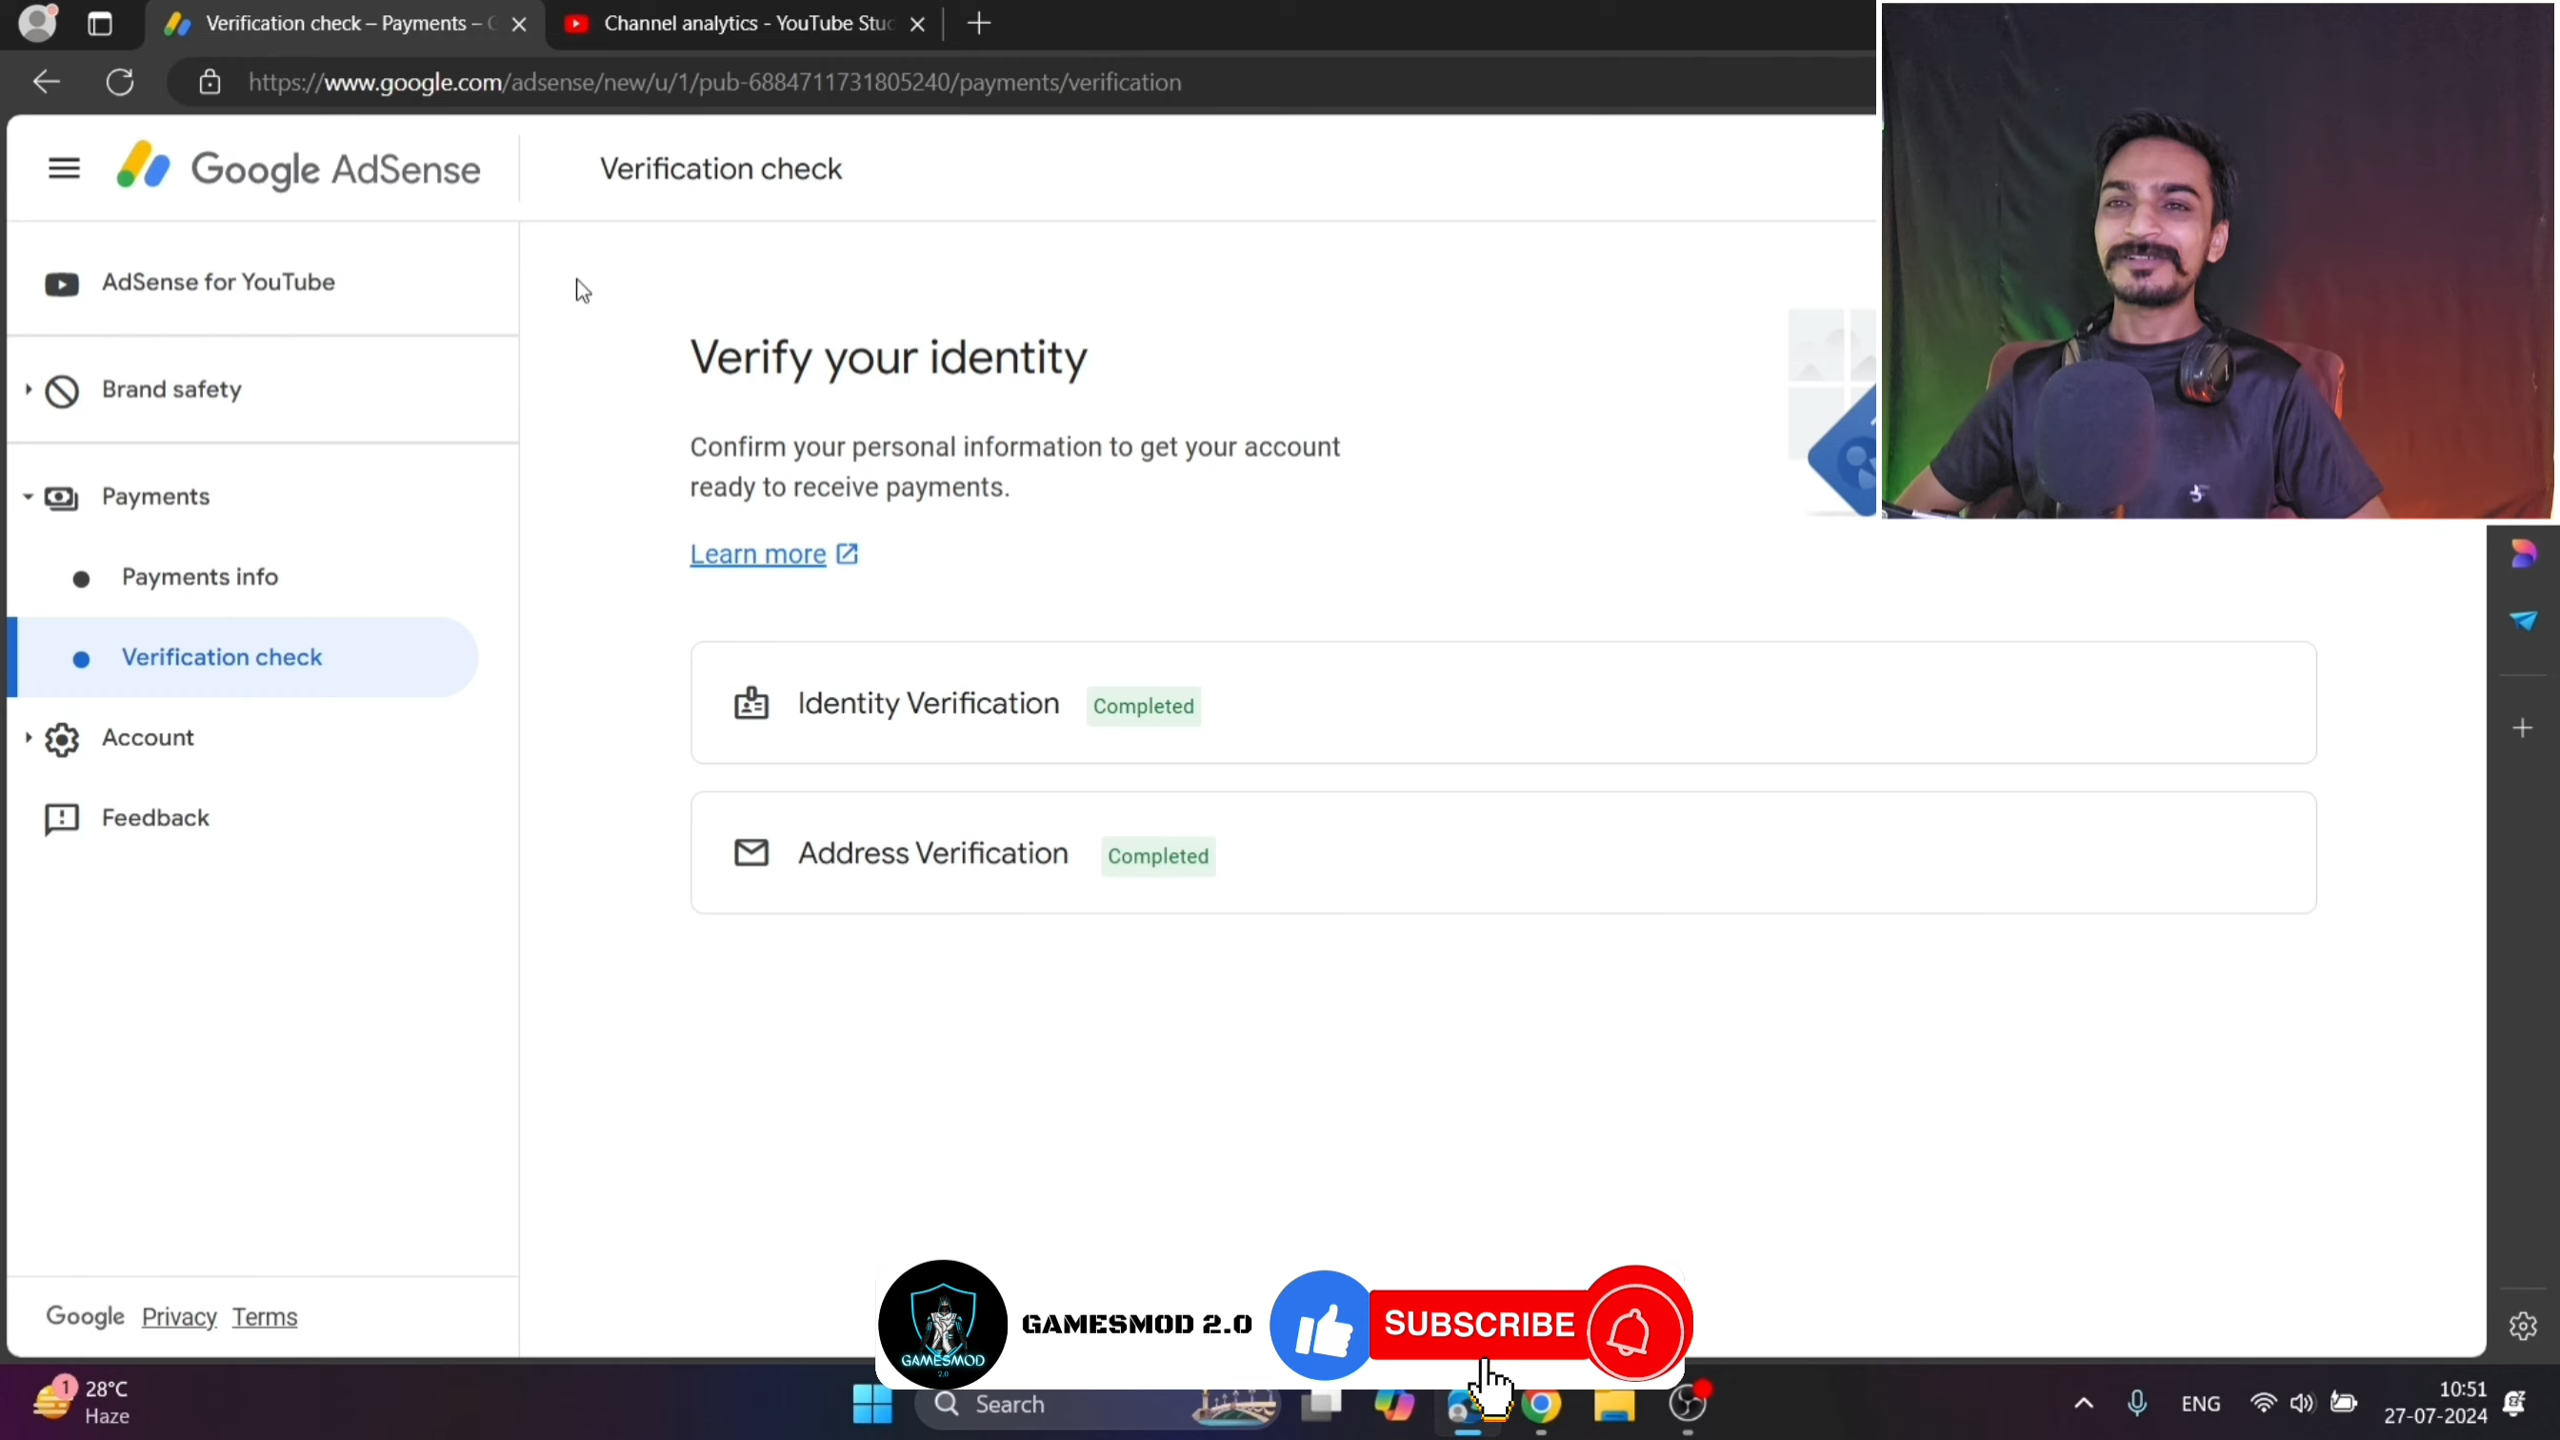 Verification check – Payments –
Channel analytics - YouTube Stu
https://www.google.com/adsense/new/u/1/pub-6884711731805240/payments/verification
Google AdSense
Verification check
AdSense for YouTube
Brand safety
Payments
Payments info
Verification check
Account
Feedback
Verify your identity
Confirm your personal information to get your account
ready to receive payments.
Learn more
Identity Verification
Completed
Address Verification
Completed
Google Privacy Terms
GAMESMOD
2.0
GAMESMOD 2.0
SUBSCRIBE
1
28°C
Haze
Search
ENG
10:51
27-07-2024